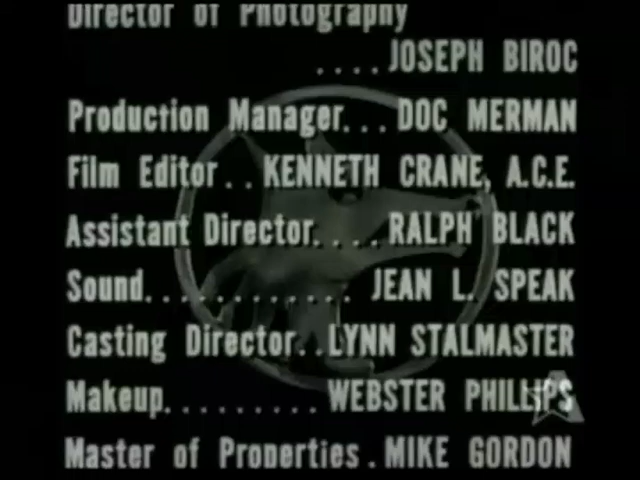 Director of Photography
....JOSEPH BIROC
Production Manager...DOC MERMAN
Film Editor..KENNETH CRANE, A.C.E.
Assistant Director....RALPH BLACK
Sound............. JEAN L. SPEAK
Casting Director..LYNN STALMASTER
Makeup.........WEBSTER PHILLIPS
Master of Properties.MIKE GORDON